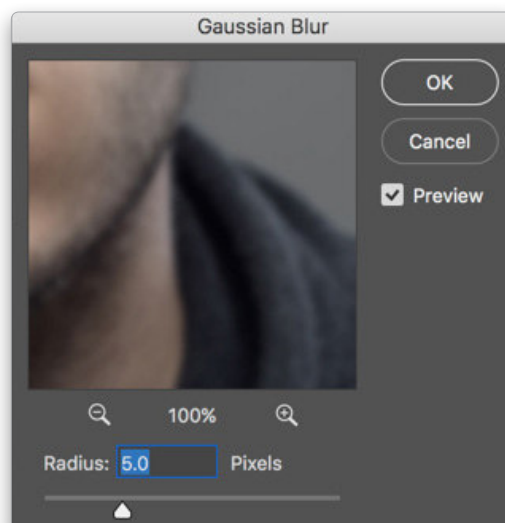 Gaussian Blur
OK
Cancel
Preview
100%
Radius: 5.0 Pixels